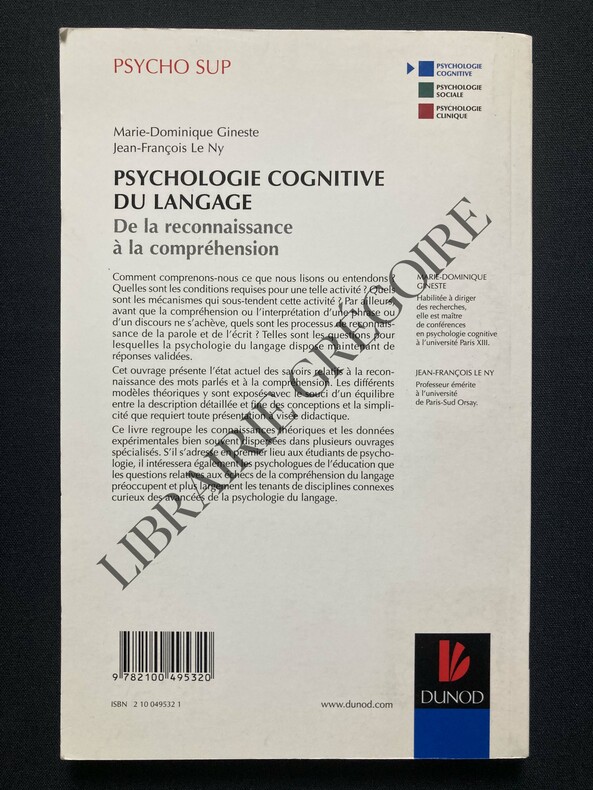 PSYCHO SUP
PSYCHOLOGIE
COGNITIVE
PSYCHOLOGIE
SOCIALE
PSYCHOLOGIE
CLINIQUE
Marie-Dominique Gineste
Jean-François Le Ny
PSYCHOLOGIE COGNITIVE
DU LANGAGE
De la reconnaissance
à la compréhension
Comment comprenons-nous ce que nous lisons ou entendons ?
Quelles sont les conditions requises pour une telle activité ? Quels
sont les mécanismes qui sous-tendent cette activité ? Par ailleurs,
avant que la compréhension ou l'interprétation d'une phrase ou
d'un discours ne s'achève, quels sont les processus de reconnais-
sance de la parole et de l'écrit ? Telles sont les questions pour
lesquelles la psychologie du langage dispose maintenant de
réponses validées.
Cet ouvrage présente l'état actuel des savoirs relatifs à la recon-
naissance des mots parlés et à la compréhension. Les différents
modèles théoriques y sont exposés avec le souci d'un équilibre
entre la description détaillée et fine des conceptions et la simpli-
cité que requiert toute présentation à visée didactique.
Ce livre regroupe les connaissances théoriques et les données
expérimentales bien souvent dispersées dans plusieurs ouvrages
spécialisés. S'il s'adresse en premier lieu aux étudiants de psycho-
logie, il intéressera également les psychologues de l'éducation que
les questions relatives aux échecs de la compréhension du langage
préoccupent et plus largement les tenants de disciplines connexes
curieux des avancées de la psychologie du langage.
MARIE-DOMINIQUE
GINESTE
Habilitée à diriger
des recherches,
elle est maître
de conférences
en psychologie cognitive
à l'université Paris XIII.
JEAN-FRANÇOIS LE NY
Professeur émérite
à l'université
de Paris-Sud Orsay.
LIBRAIRIE GRÉGOIRE
9 782100 495320
ISBN 2 10 049532 1
www.dunod.com
DUNOD